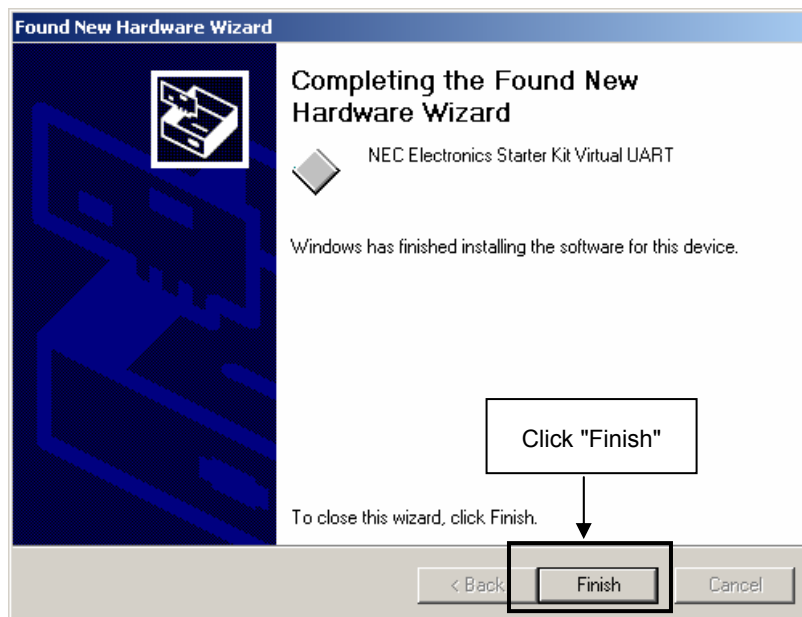 Found New Hardware Wizard
Completing the Found New
Hardware Wizard
NEC Electronics Starter Kit Virtual UART
Windows has finished installing the software for this device.
Click "Finish"
To close this wizard, click Finish.
< Back
Finish
Cancel